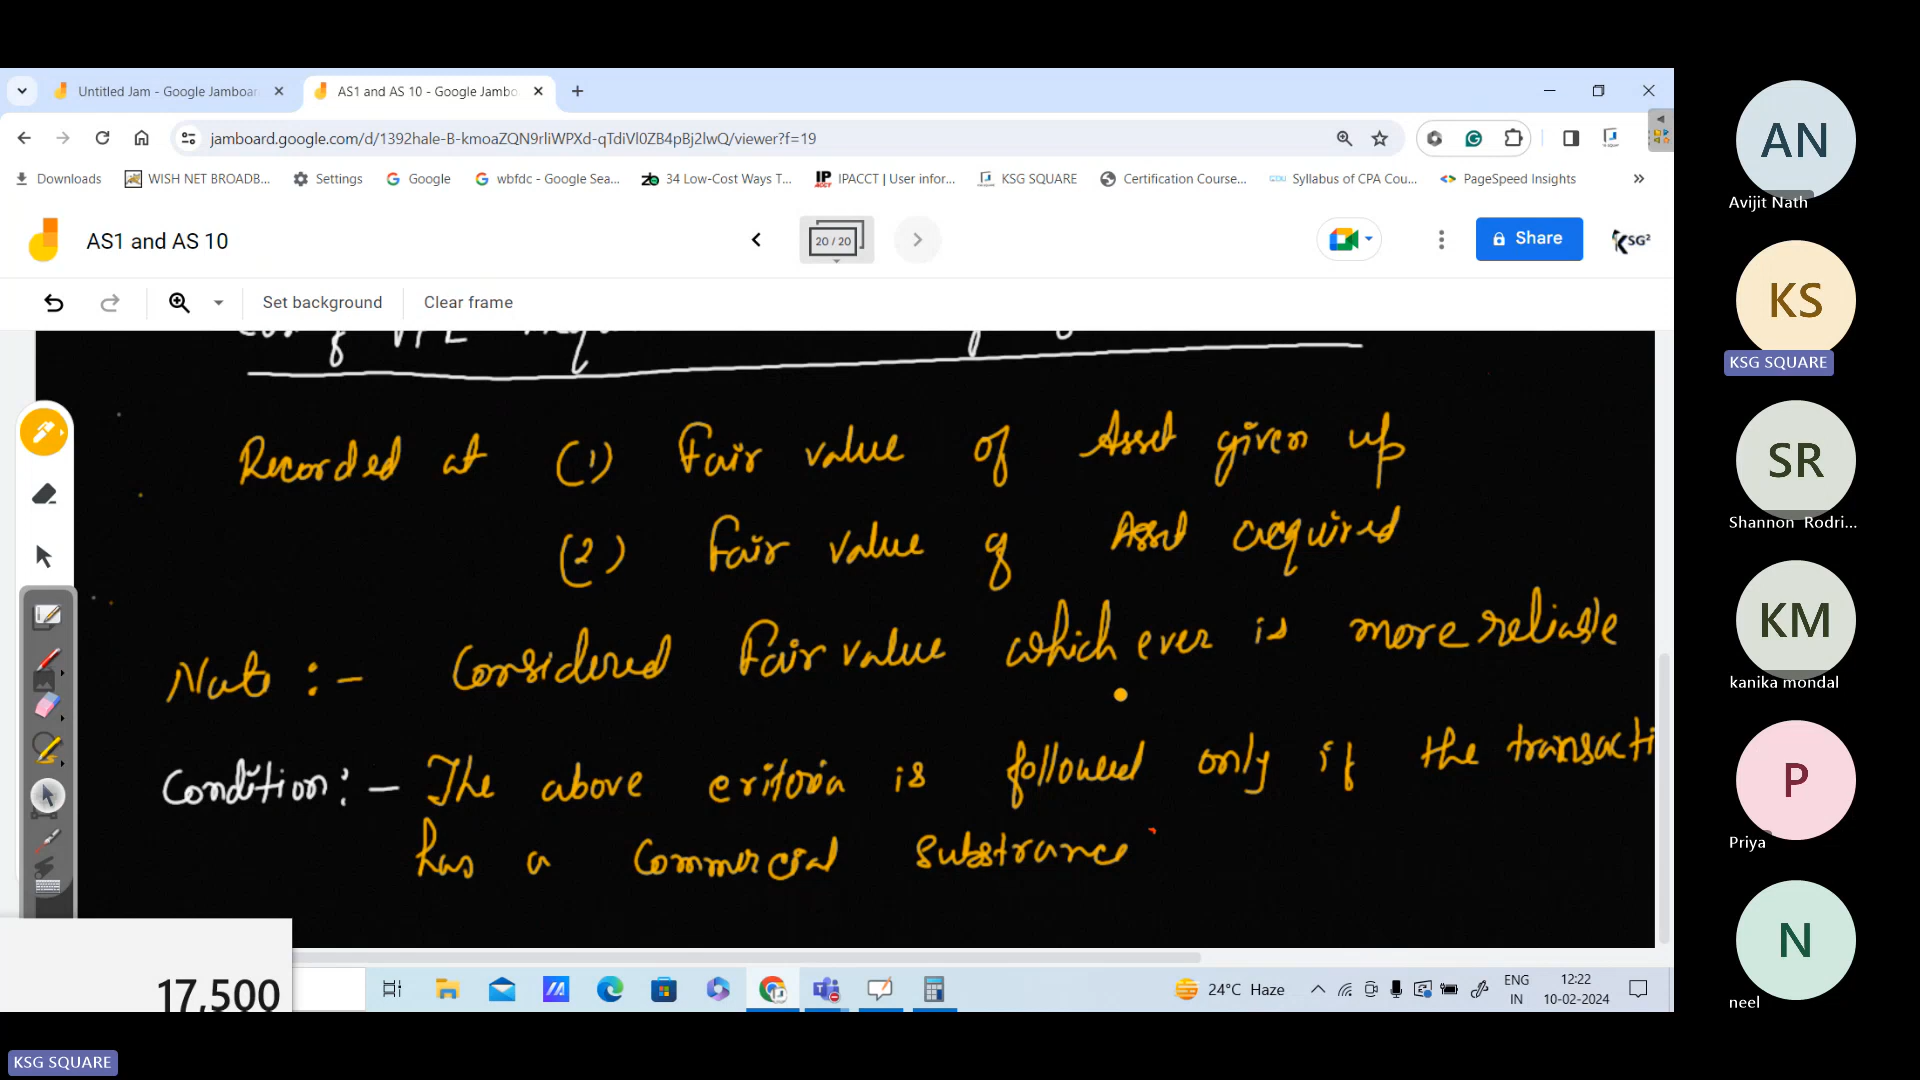 Untitled Jam - Google Jamboar
AS1 and AS 10 - Google Jambo
jamboard.google.com/d/1392hale-B-kmoaZQN9rliWPXd-qTdiVl0ZB4pBj2lwQ/viewer?f=19
Downloads WISH NET BROADB... Settings Google wbfdc - Google Sea... 34 Low-Cost Ways T... IPACCT | User infor... KSG SQUARE Certification Course... Syllabus of CPA Cou... PageSpeed Insights
AS1 and AS 10
20 / 20
Share
KSG²
Set background Clear frame
Recorded at (1) Fair value of Asset given up
(2) Fair value of Asset acquired
Note :- Considered Fair value which ever is more reliable
Condition :- The above criteria is followed only if the transacti
has a Commercial Substrance
17,500
24°C Haze
ENG
IN
12:22
10-02-2024
AN
Avijit Nath
KS
KSG SQUARE
SR
Shannon Rodri...
KM
kanika mondal
P
Priya
N
neel
KSG SQUARE